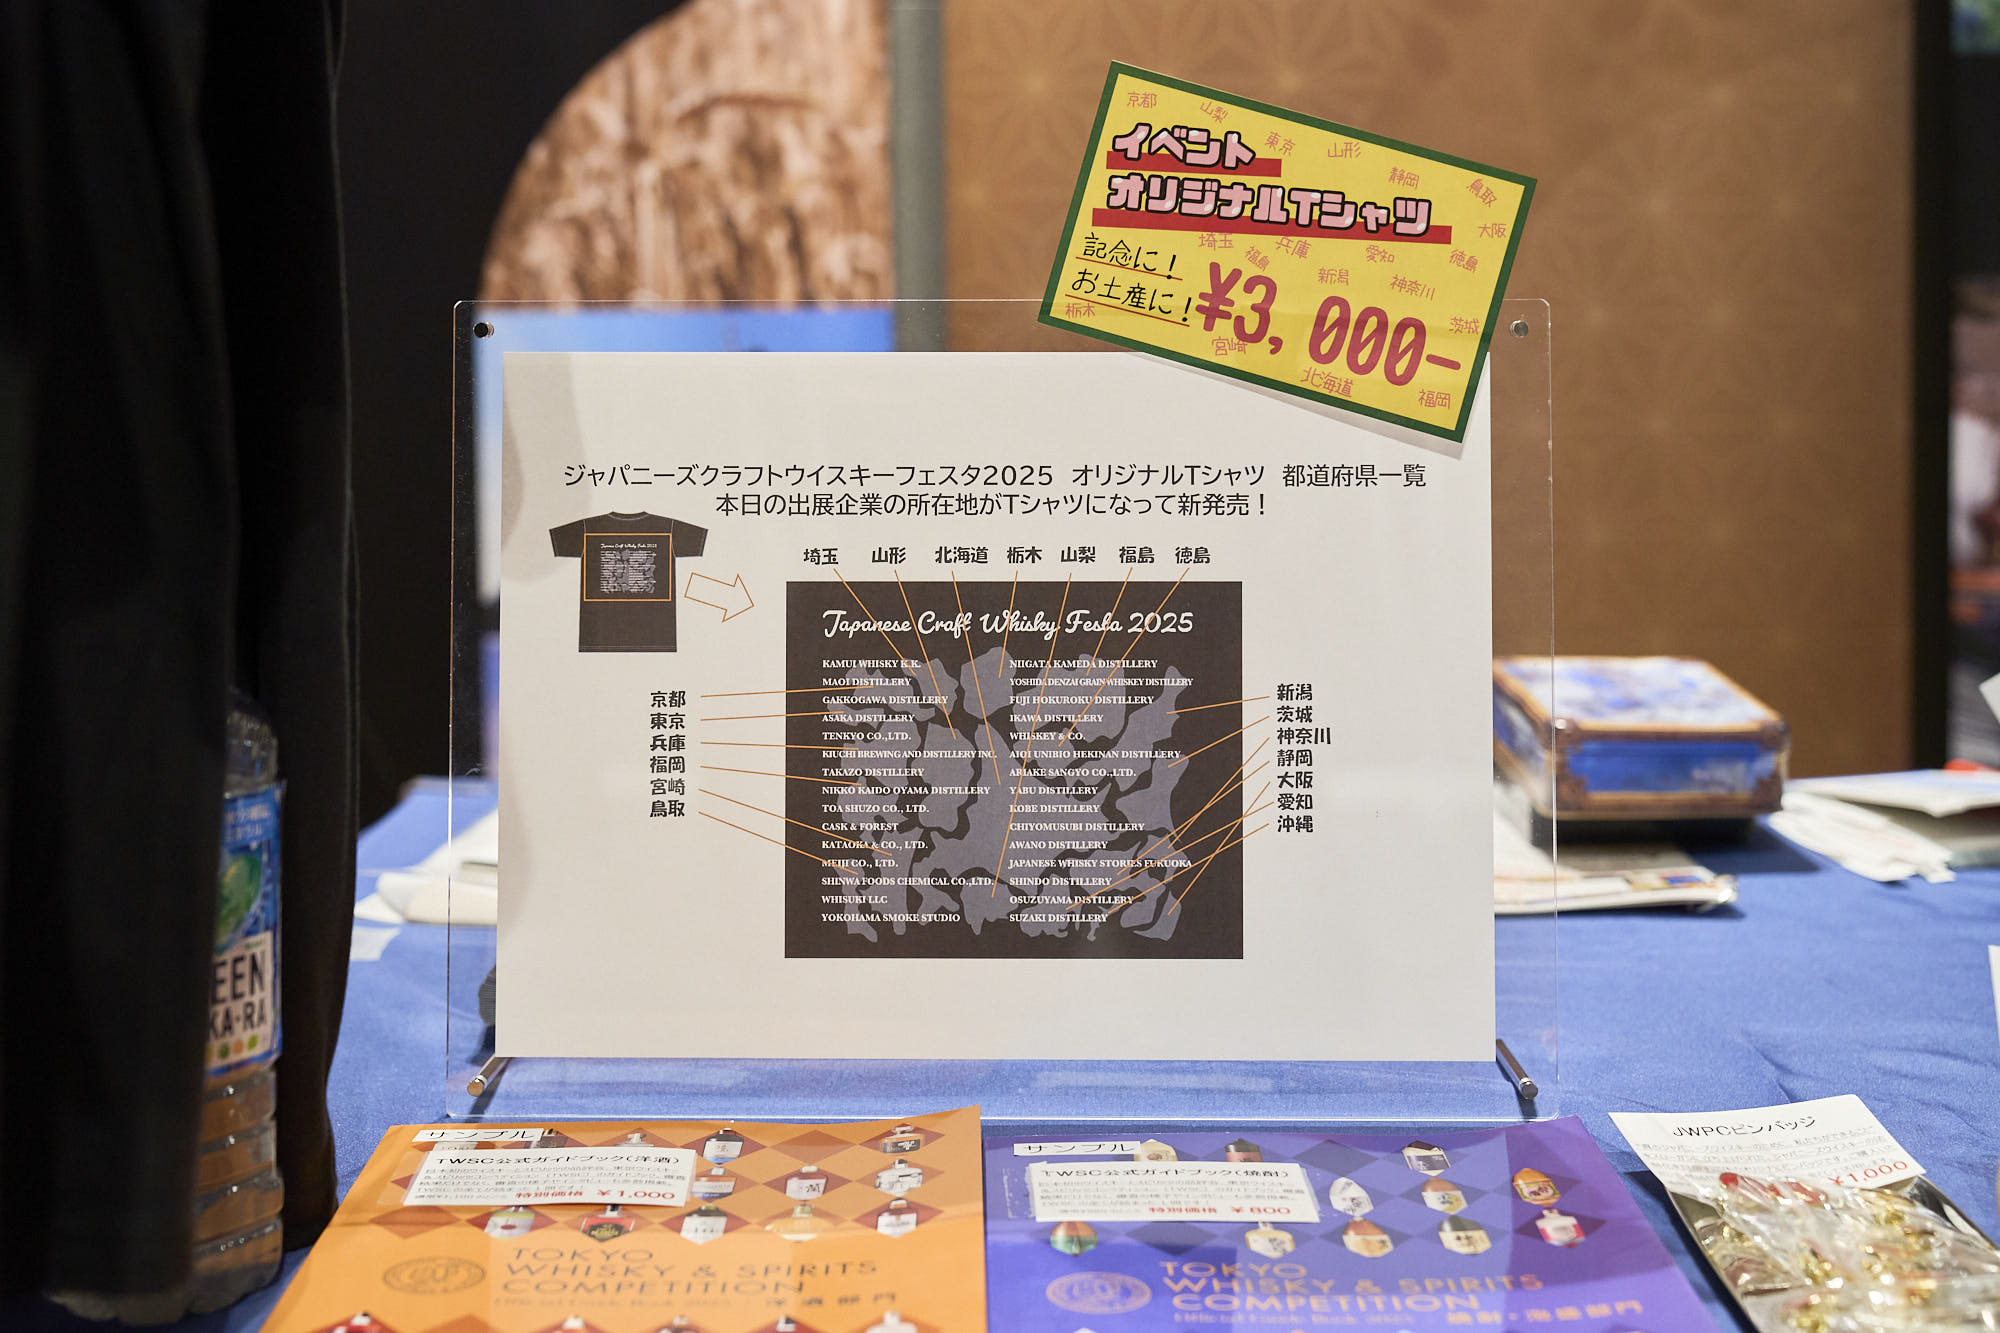 京都
山梨
東京
山形
静岡
鳥取
イベント
オリジナルTシャツ
大阪
埼玉
兵庫
福島
愛知
徳島
新潟
神奈川
記念に!
お土産に!
¥3,000-
栃木
茨城
宮崎
北海道
福岡
ジャパニーズクラフトウイスキーフェスタ2025 オリジナルTシャツ 都道府県一覧
本日の出展企業の所在地がTシャツになって新発売!
埼玉 山形 北海道 栃木 山梨 福島 徳島
京都
東京
兵庫
福岡
宮崎
鳥取
Japanese Craft Whisky Festa 2025
KAMUI WHISKY K.K.
MAOI DISTILLERY
GAKKOGAWA DISTILLERY
ASAKA DISTILLERY
TENKYO CO.,LTD.
KIUCHI BREWING AND DISTILLERY INC.
TAKAZO DISTILLERY
NIKKO KAIDO OYAMA DISTILLERY
TOA SHUZO CO., LTD.
CASK & FOREST
KATAOKA & CO., LTD.
MEIJI CO., LTD.
SHINWA FOODS CHEMICAL CO.,LTD.
WHISUKI LLC
YOKOHAMA SMOKE STUDIO
NIIGATA KAMEDA DISTILLERY
YOSHIDA DENZAI GRAIN WHISKEY DISTILLERY
FUJI HOKUROKU DISTILLERY
IKAWA DISTILLERY
WHISKEY & CO.
AIOI UNIBIO HEKINAN DISTILLERY
ARIAKE SANGYO CO.,LTD.
YABU DISTILLERY
KOBE DISTILLERY
CHIYOMUSUBI DISTILLERY
AWANO DISTILLERY
JAPANESE WHISKY STORIES FUKUOKA
SHINDO DISTILLERY
OSUZUYAMA DISTILLERY
SUZAKI DISTILLERY
新潟
茨城
神奈川
静岡
大阪
愛知
沖縄
EEN
KA・RA
サンプル
TWSC公式ガイドブック(洋酒)
特別価格 ¥1,000
TOKYO
WHISKY & SPIRITS
COMPETITION
サンプル
TWSC公式ガイドブック(焼酎)
特別価格 ¥800
TOKYO
WHISKY & SPIRITS
COMPETITION
JWPCピンバッジ
¥1,000